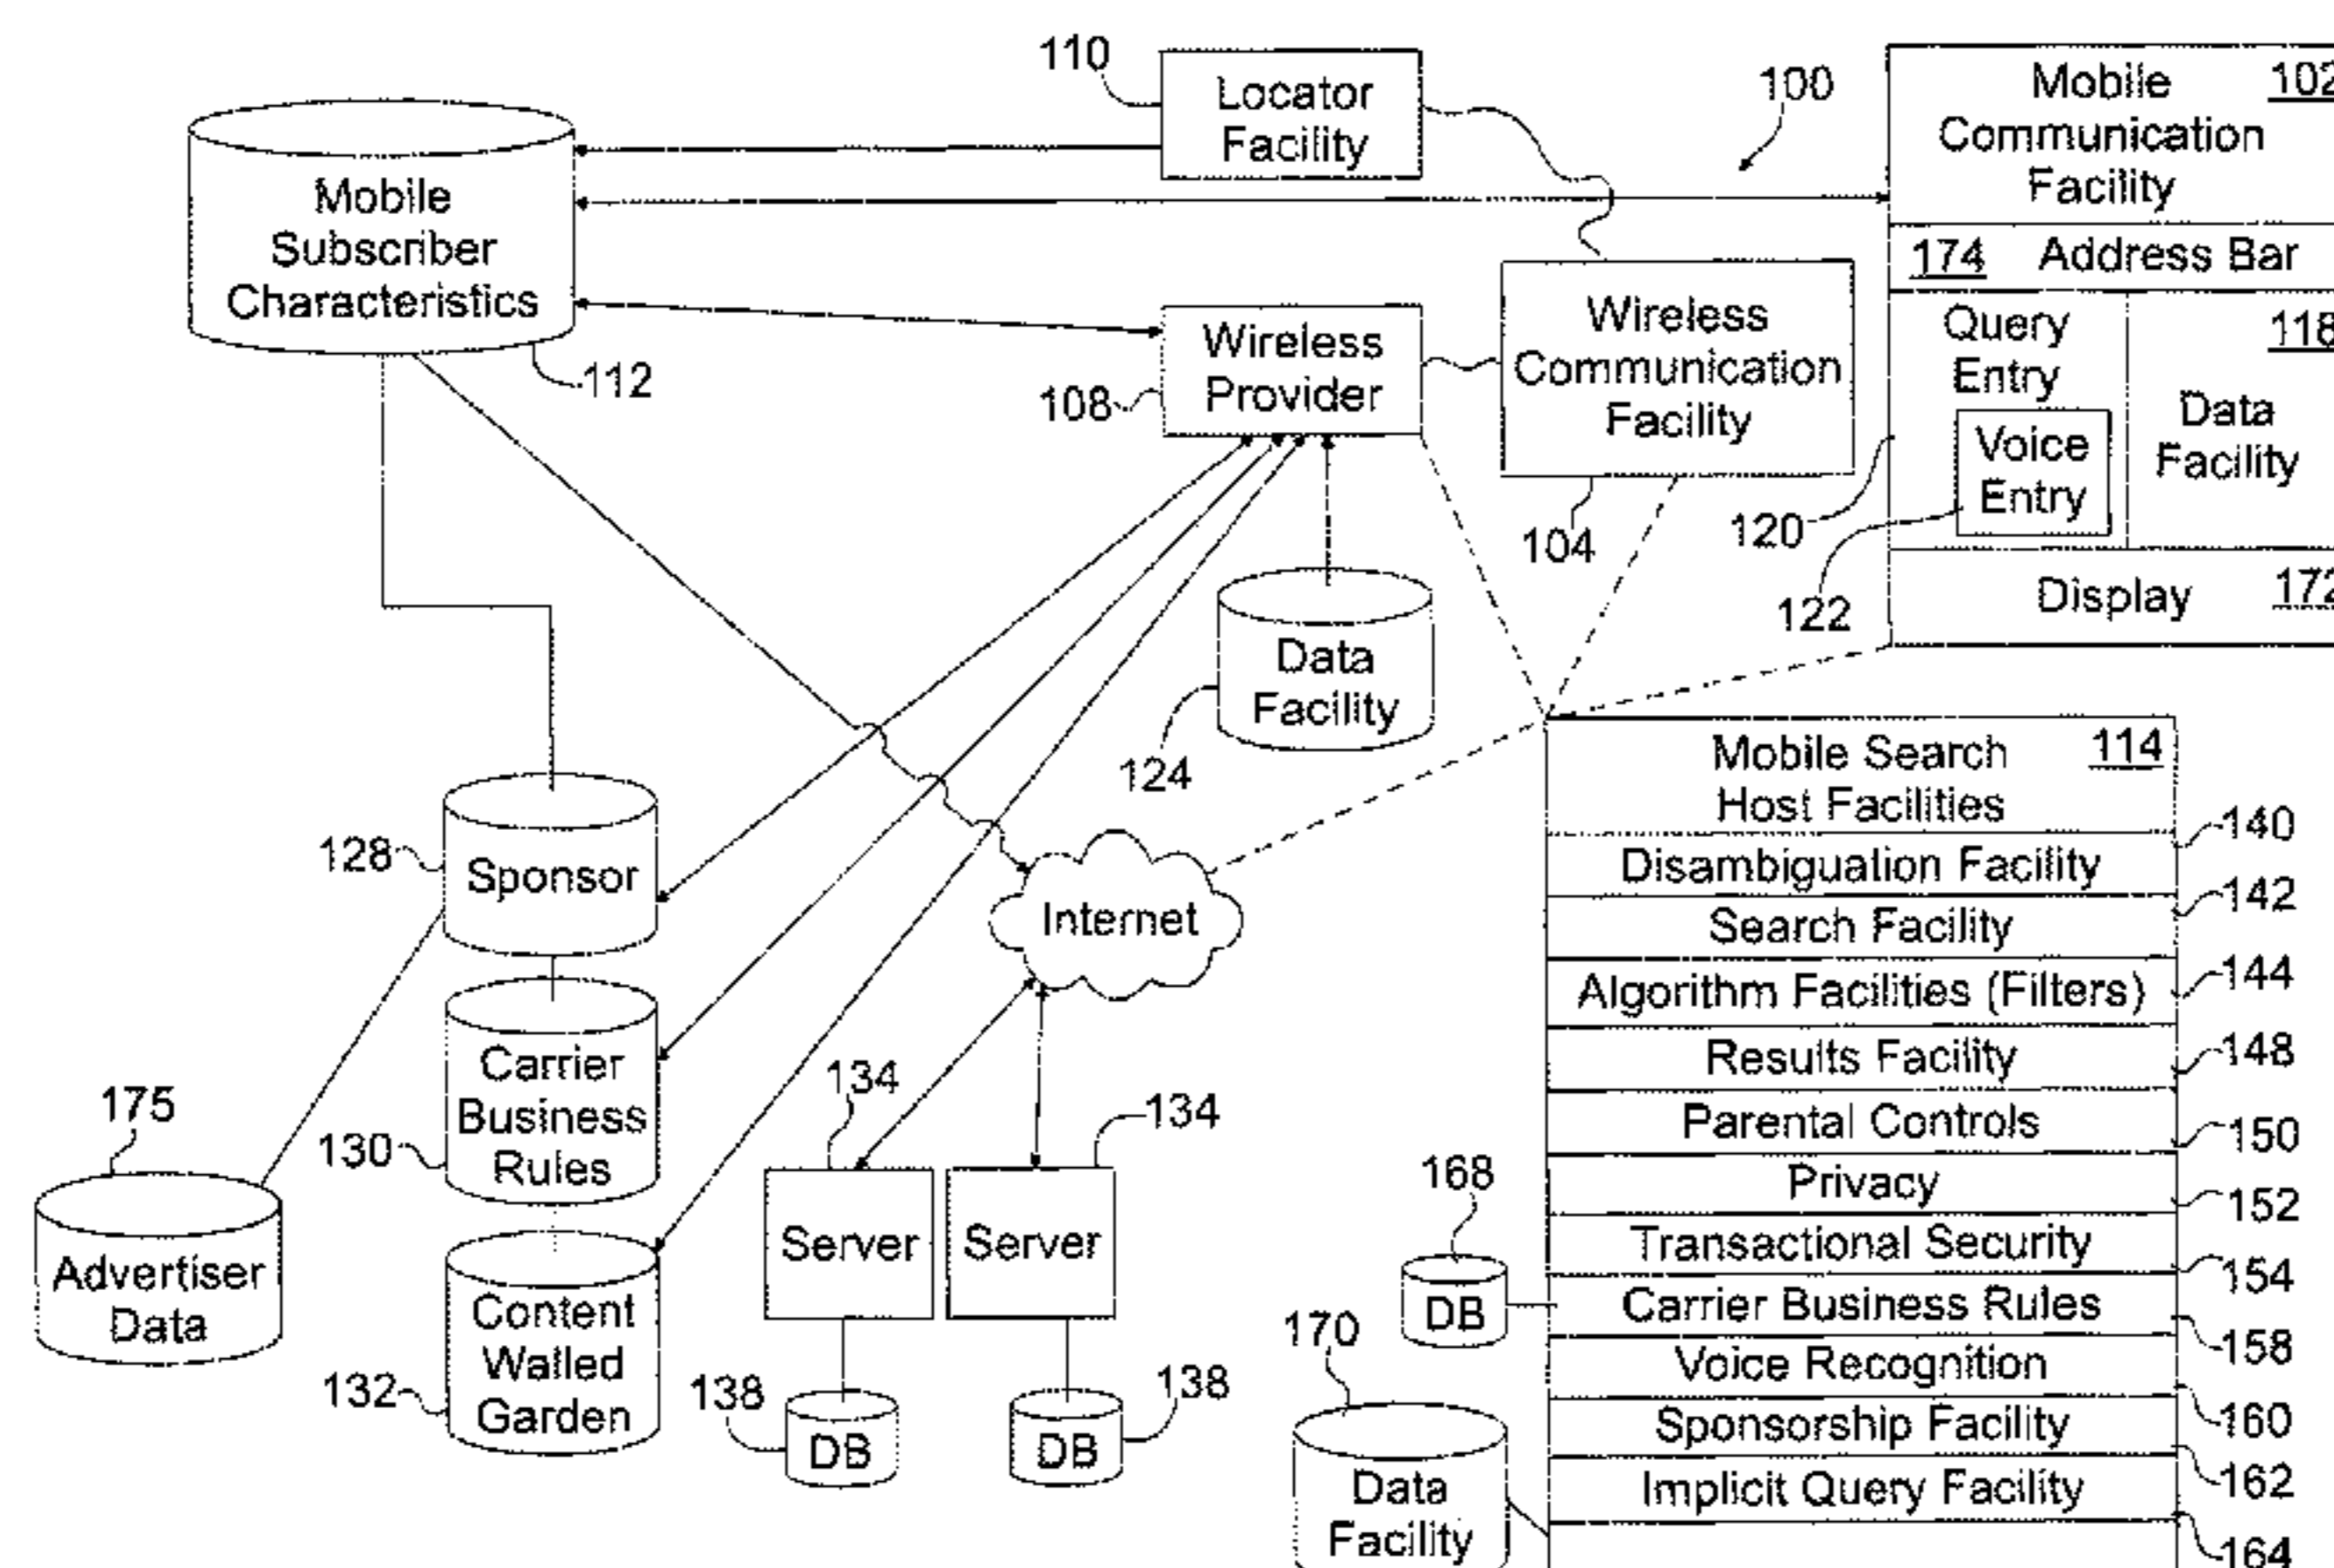 110
Locator
Facility
100
Mobile
Communication
Facility
102
Mobile
Subscriber
Characteristics
112
174
Address Bar
Wireless
Provider
108
Wireless
Communication
Facility
104
Query
Entry
118
Voice
Entry
Data
Facility
120
122
Display
172
Data
Facility
124
Mobile Search
Host Facilities
114
140
Disambiguation Facility
142
Search Facility
144
Algorithm Facilities (Filters)
148
Results Facility
150
Parental Controls
152
Privacy
154
Transactional Security
158
Carrier Business Rules
160
Voice Recognition
162
Sponsorship Facility
164
Implicit Query Facility
128
Sponsor
Internet
Carrier
Business
Rules
130
175
Advertiser
Data
134
Server
134
Server
Content
Walled
Garden
132
138
DB
138
DB
168
DB
170
Data
Facility